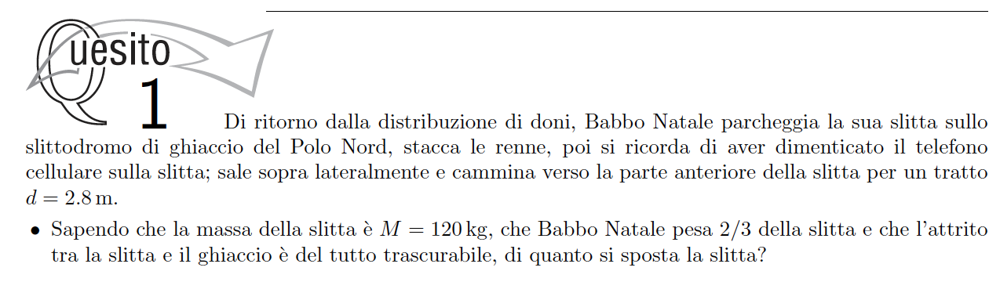 Quesito
1
Di ritorno dalla distribuzione di doni, Babbo Natale parcheggia la sua slitta sullo
slittodromo di ghiaccio del Polo Nord, stacca le renne, poi si ricorda di aver dimenticato il telefono
cellulare sulla slitta; sale sopra lateralmente e cammina verso la parte anteriore della slitta per un tratto
d = 2.8 m.
• Sapendo che la massa della slitta è M = 120 kg, che Babbo Natale pesa 2/3 della slitta e che l'attrito
tra la slitta e il ghiaccio è del tutto trascurabile, di quanto si sposta la slitta?